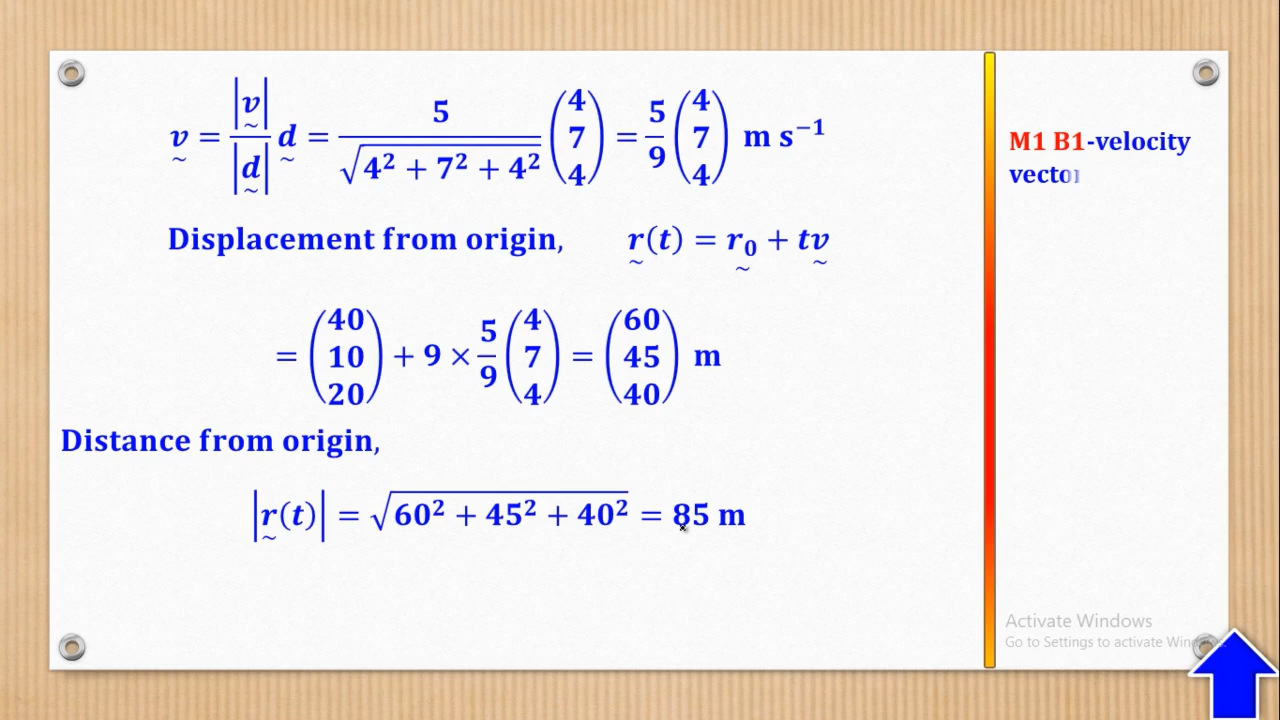 v = |v|/|d| d = 5/√(4² + 7² + 4²) (4 7 4) = 5/9 (4 7 4) m s⁻¹
Displacement from origin, r(t) = r₀ + tv
= (40 10 20) + 9 × 5/9 (4 7 4) = (60 45 40) m
Distance from origin,
|r(t)| = √(60² + 45² + 40²) = 85 m
M1 B1-velocity
vector
Activate Windows
Go to Settings to activate Windows.